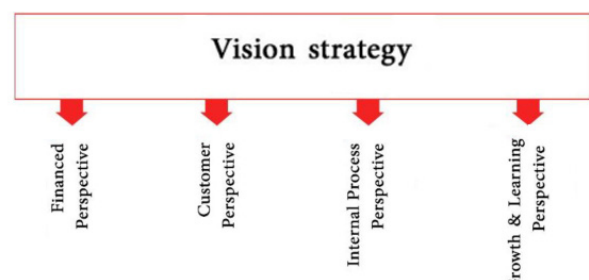 Vision strategy
Financed
Perspective
Customer
Perspective
Internal Process
Perspective
rowth & Learning
Perspective